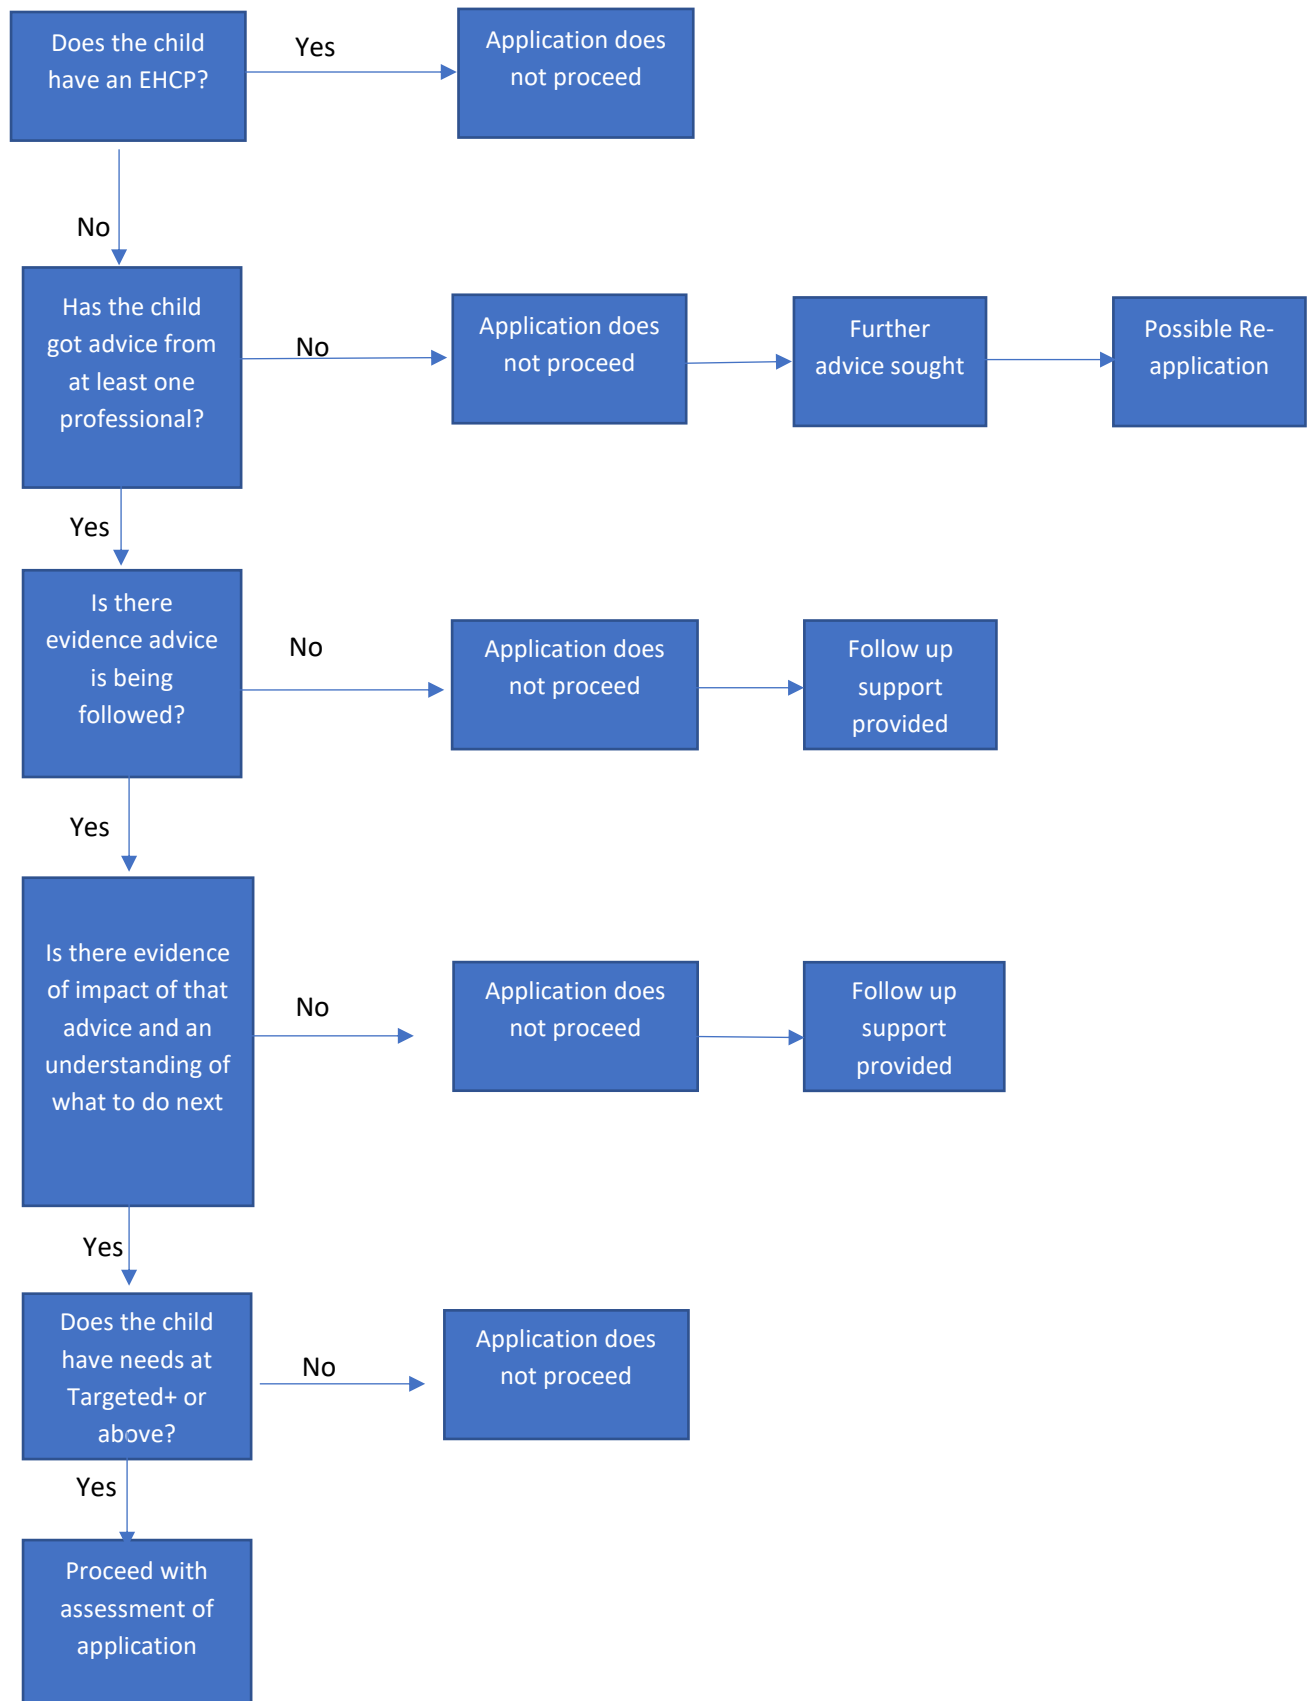 Does the child
have an EHCP?
Yes
Application does
not proceed
No
Has the child
got advice from
at least one
professional?
No
Application does
not proceed
Further
advice sought
Possible Re-
application
Yes
Is there
evidence advice
is being
followed?
No
Application does
not proceed
Follow up
support
provided
Yes
Is there evidence
of impact of that
advice and an
understanding of
what to do next
No
Application does
not proceed
Follow up
support
provided
Yes
Does the child
have needs at
Targeted+ or
above?
No
Application does
not proceed
Yes
Proceed with
assessment of
application